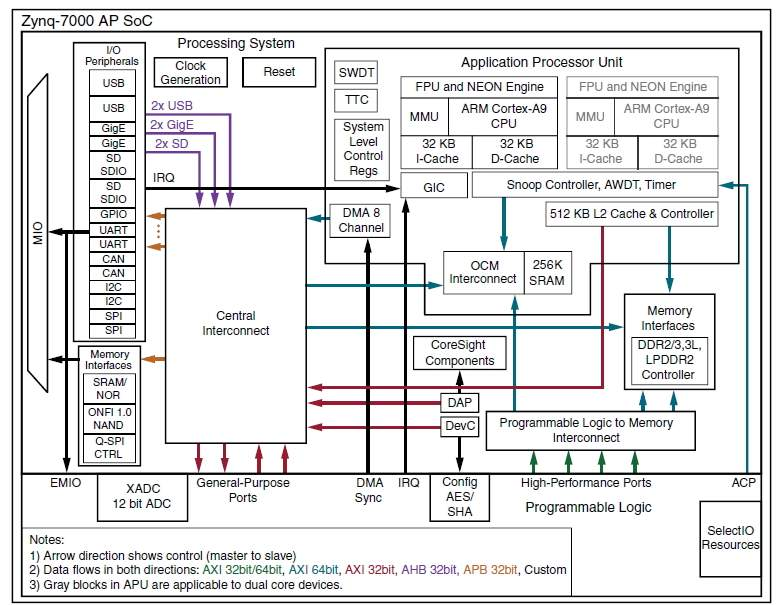 Zynq-7000 AP SoC
Processing System
I/O
Peripherals
USB
USB
GigE
GigE
SD
SDIO
SD
SDIO
GPIO
UART
UART
CAN
CAN
I2C
I2C
SPI
SPI
MIO
Memory
Interfaces
SRAM/
NOR
ONFI 1.0
NAND
Q-SPI
CTRL
Clock
Generation
Reset
2x USB
2x GigE
2x SD
IRQ
Central
Interconnect
SWDT
TTC
System
Level
Control
Regs
DMA 8
Channel
Application Processor Unit
FPU and NEON Engine
MMU
ARM Cortex-A9
CPU
32 KB
I-Cache
32 KB
D-Cache
FPU and NEON Engine
MMU
ARM Cortex-A9
CPU
32 KB
I-Cache
32 KB
D-Cache
GIC
Snoop Controller, AWDT, Timer
512 KB L2 Cache & Controller
OCM
Interconnect
256K
SRAM
Memory
Interfaces
DDR2/3,3L,
LPDDR2
Controller
CoreSight
Components
DAP
DevC
Programmable Logic to Memory
Interconnect
EMIO
XADC
12 bit ADC
General-Purpose
Ports
DMA
Sync
IRQ
Config
AES/
SHA
High-Performance Ports
ACP
Programmable Logic
SelectIO
Resources
Notes:
1) Arrow direction shows control (master to slave)
2) Data flows in both directions: AXI 32bit/64bit, AXI 64bit, AXI 32bit, AHB 32bit, APB 32bit, Custom
3) Gray blocks in APU are applicable to dual core devices.